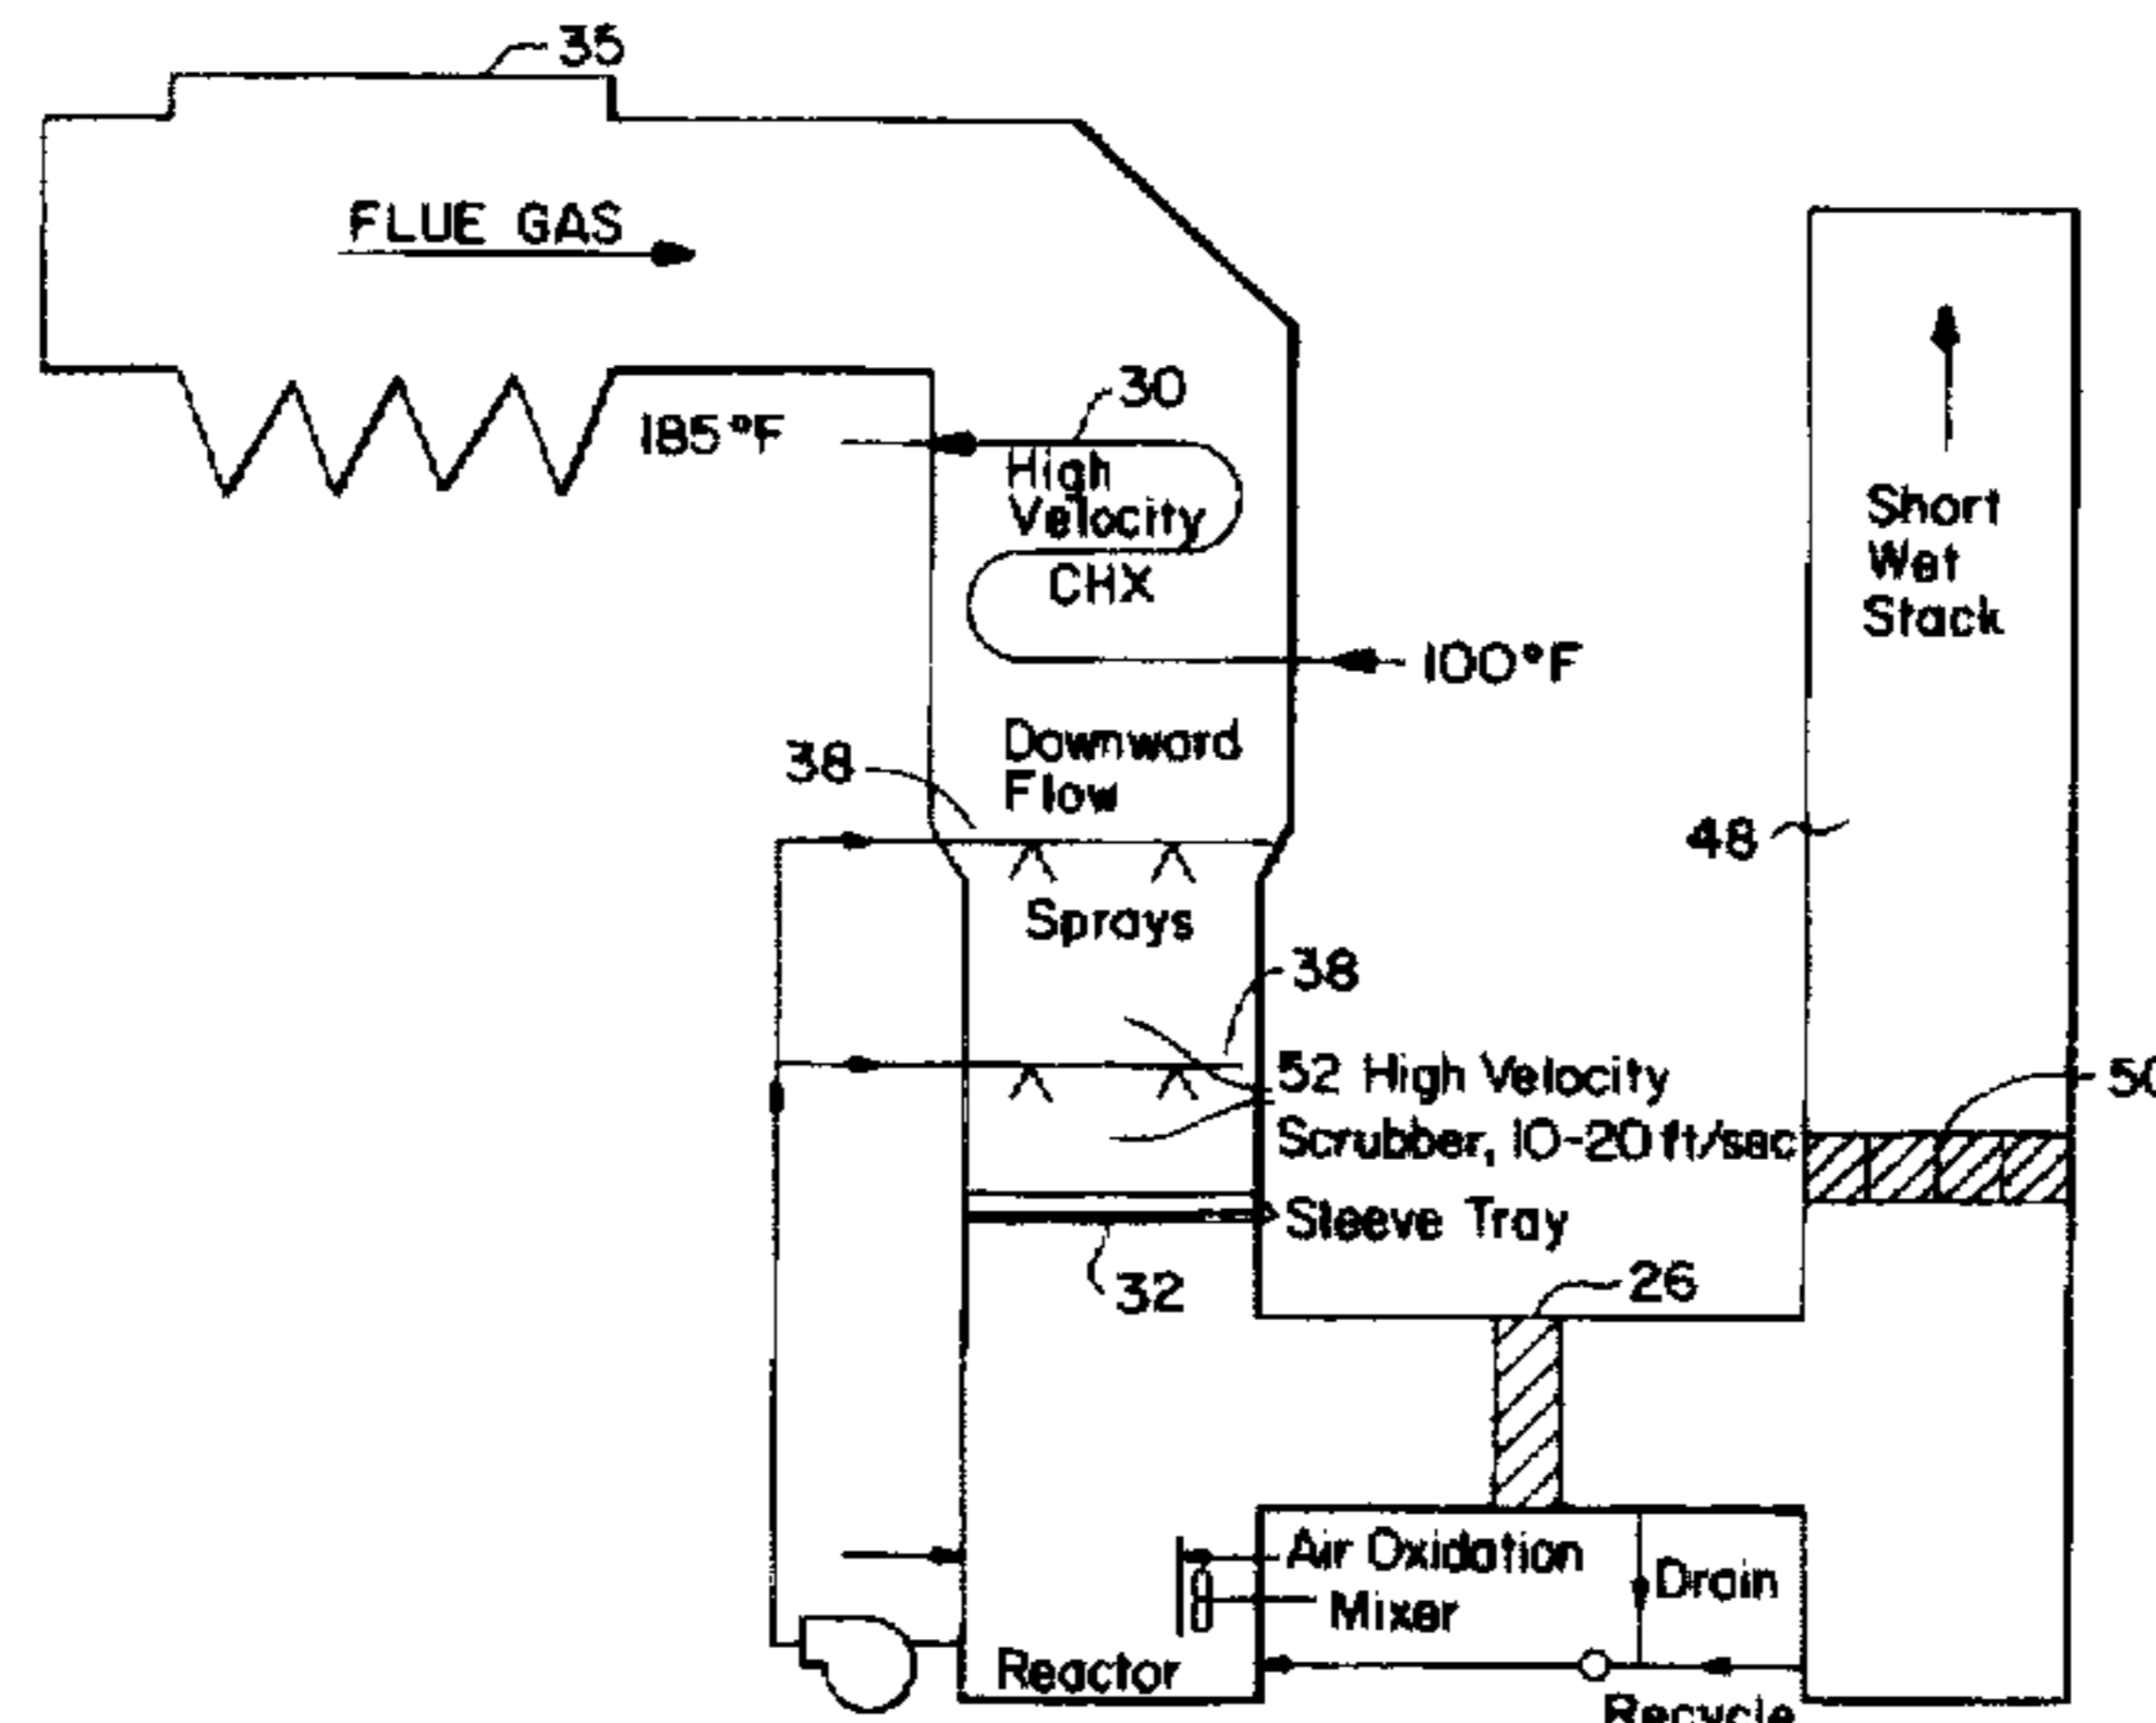 35
FLUE GAS
30
185°F
High
Velocity
CHX
100°F
Short
Wet
Stack
Downward
Flow
38
48
Sprays
38
52 High Velocity
Scrubber, 10-20 ft/sec
50
Sleeve Tray
32
26
Air Oxidation
Mixer
Drain
Reactor
Recycle